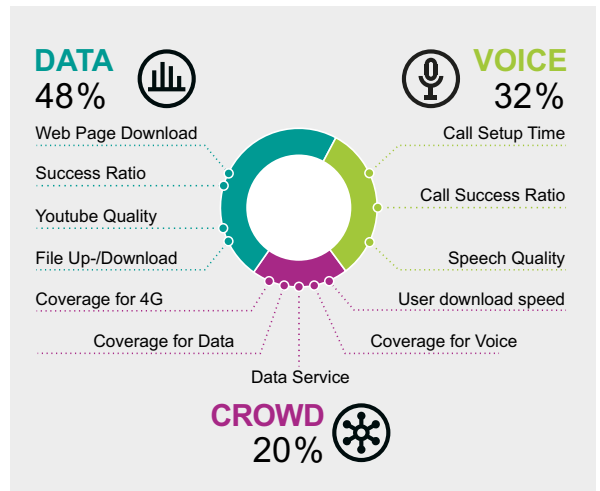 DATA
48%
Web Page Download
Success Ratio
Youtube Quality
File Up-/Download
VOICE
32%
Call Setup Time
Call Success Ratio
Speech Quality
Coverage for 4G
User download speed
Coverage for Data
Coverage for Voice
Data Service
CROWD
20%